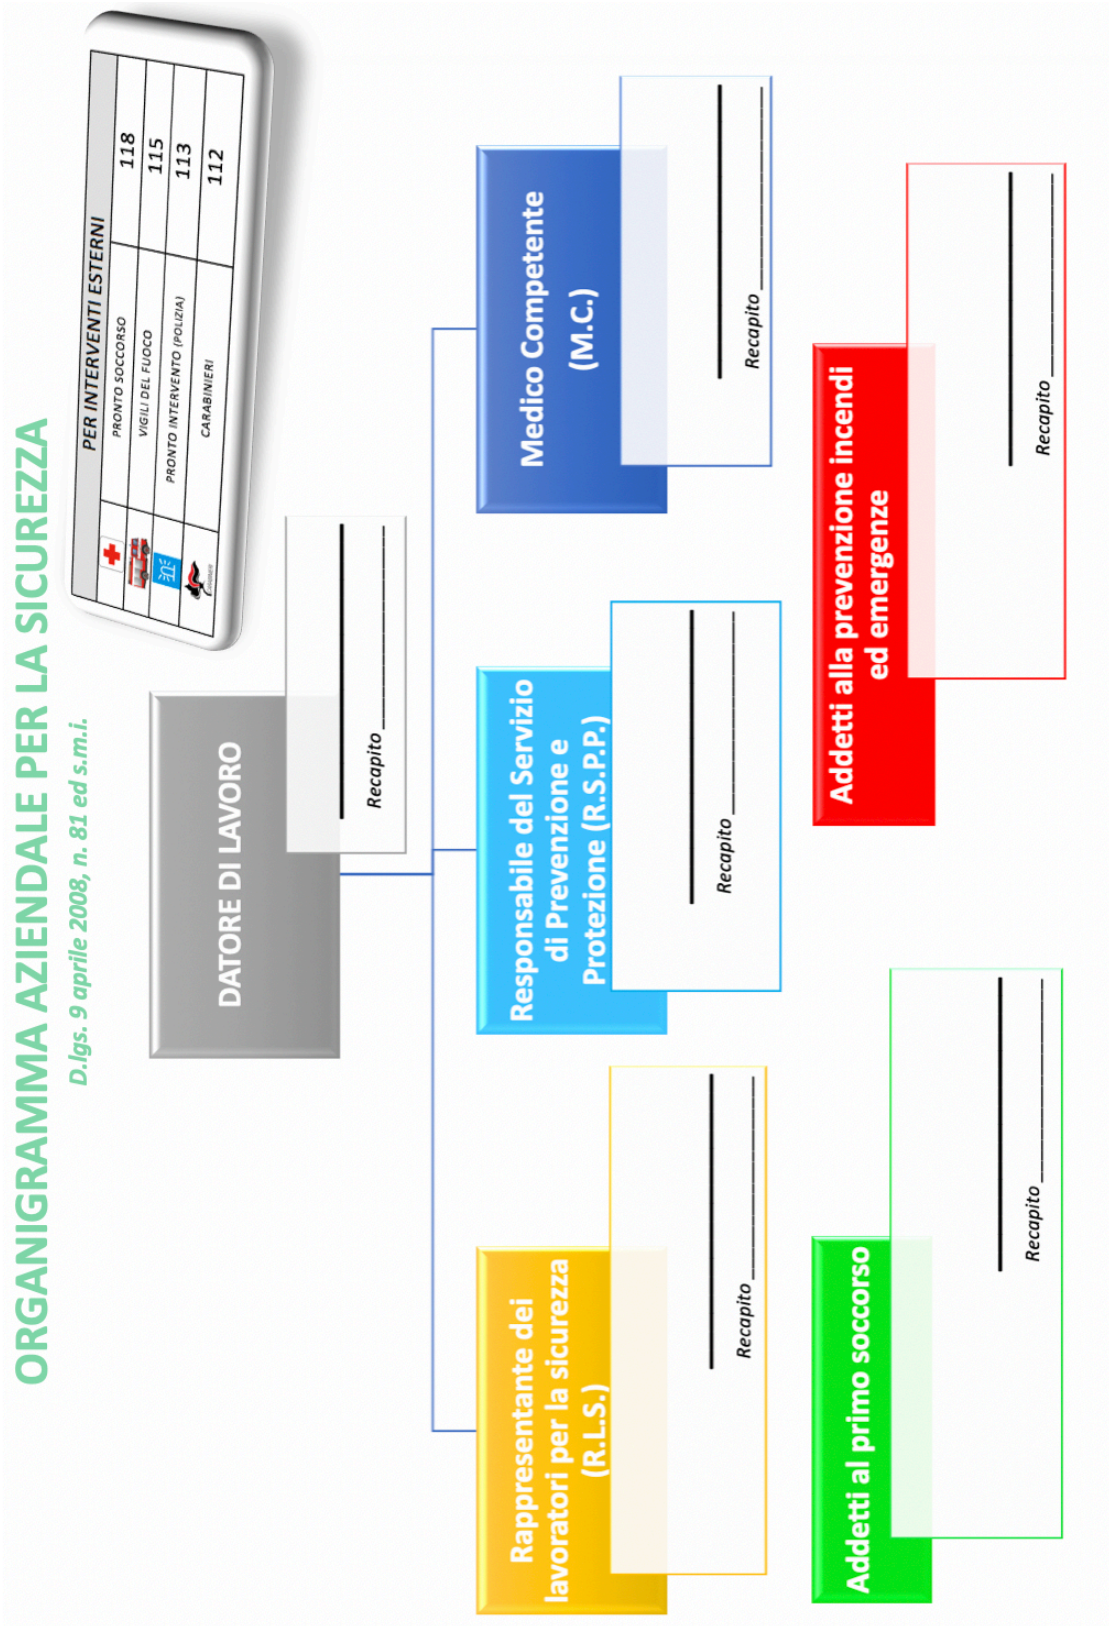 ORGANIGRAMMA AZIENDALE PER LA SICUREZZA
D.lgs. 9 aprile 2008, n. 81 ed s.m.i.
PER INTERVENTI ESTERNI
PRONTO SOCCORSO 118
VIGILI DEL FUOCO 115
PRONTO INTERVENTO (POLIZIA) 113
CARABINIERI 112
DATORE DI LAVORO
Recapito
Rappresentante dei
lavoratori per la sicurezza
(R.L.S.)
Recapito
Responsabile del Servizio
di Prevenzione e
Protezione (R.S.P.P.)
Recapito
Medico Competente
(M.C.)
Recapito
Addetti al primo soccorso
Recapito
Addetti alla prevenzione incendi
ed emergenze
Recapito